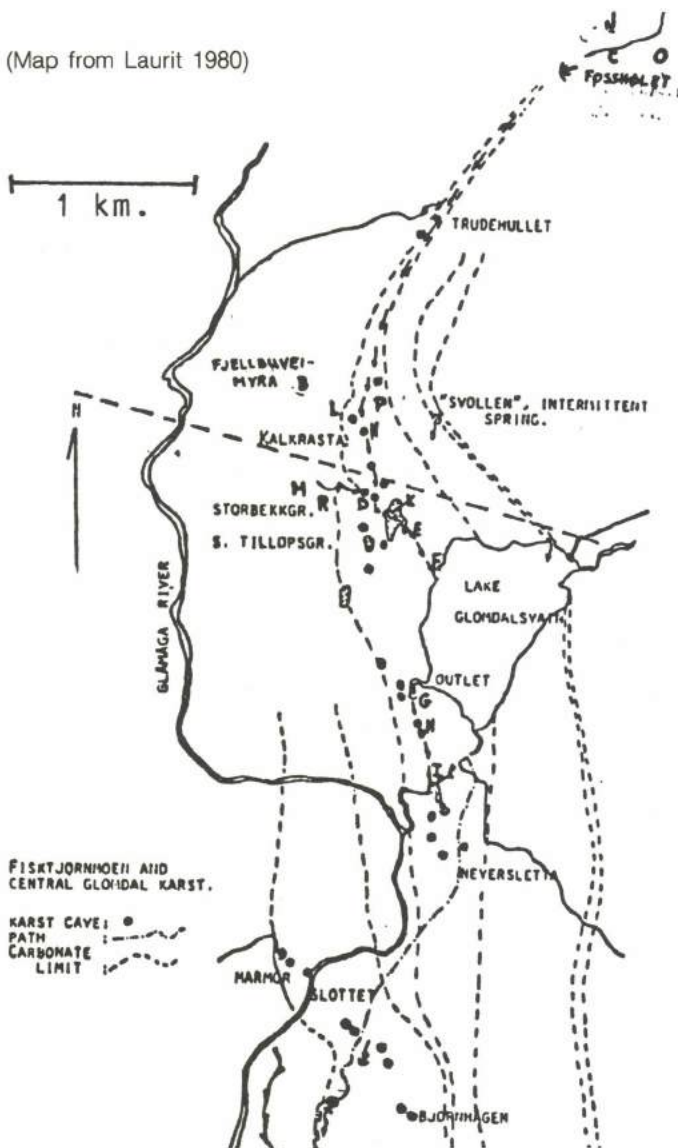 (Map from Laurit 1980)
C O
FOSSHOLET
1 km.
TRUDEHULLET
FJELLBUVEI-
MYRA B
P
L
N
"SVOLLEN", INTERMITTENT
SPRING.
KALKRASTA
N
M
R
D
K
E
STORBEKKGR.
S. TILLOPSGR.
F
LAKE
GLOMDALSVATN.
GLÅMÅGA RIVER
OUTLET
G
H
I
NEVERSLETTA
FISKTJORNMOEN AND
CENTRAL GLOMDAL KARST.
KARST CAVE:
PATH :
CARBONATE
LIMIT :
MARMOR
SLOTTET
BJORNHAGEN